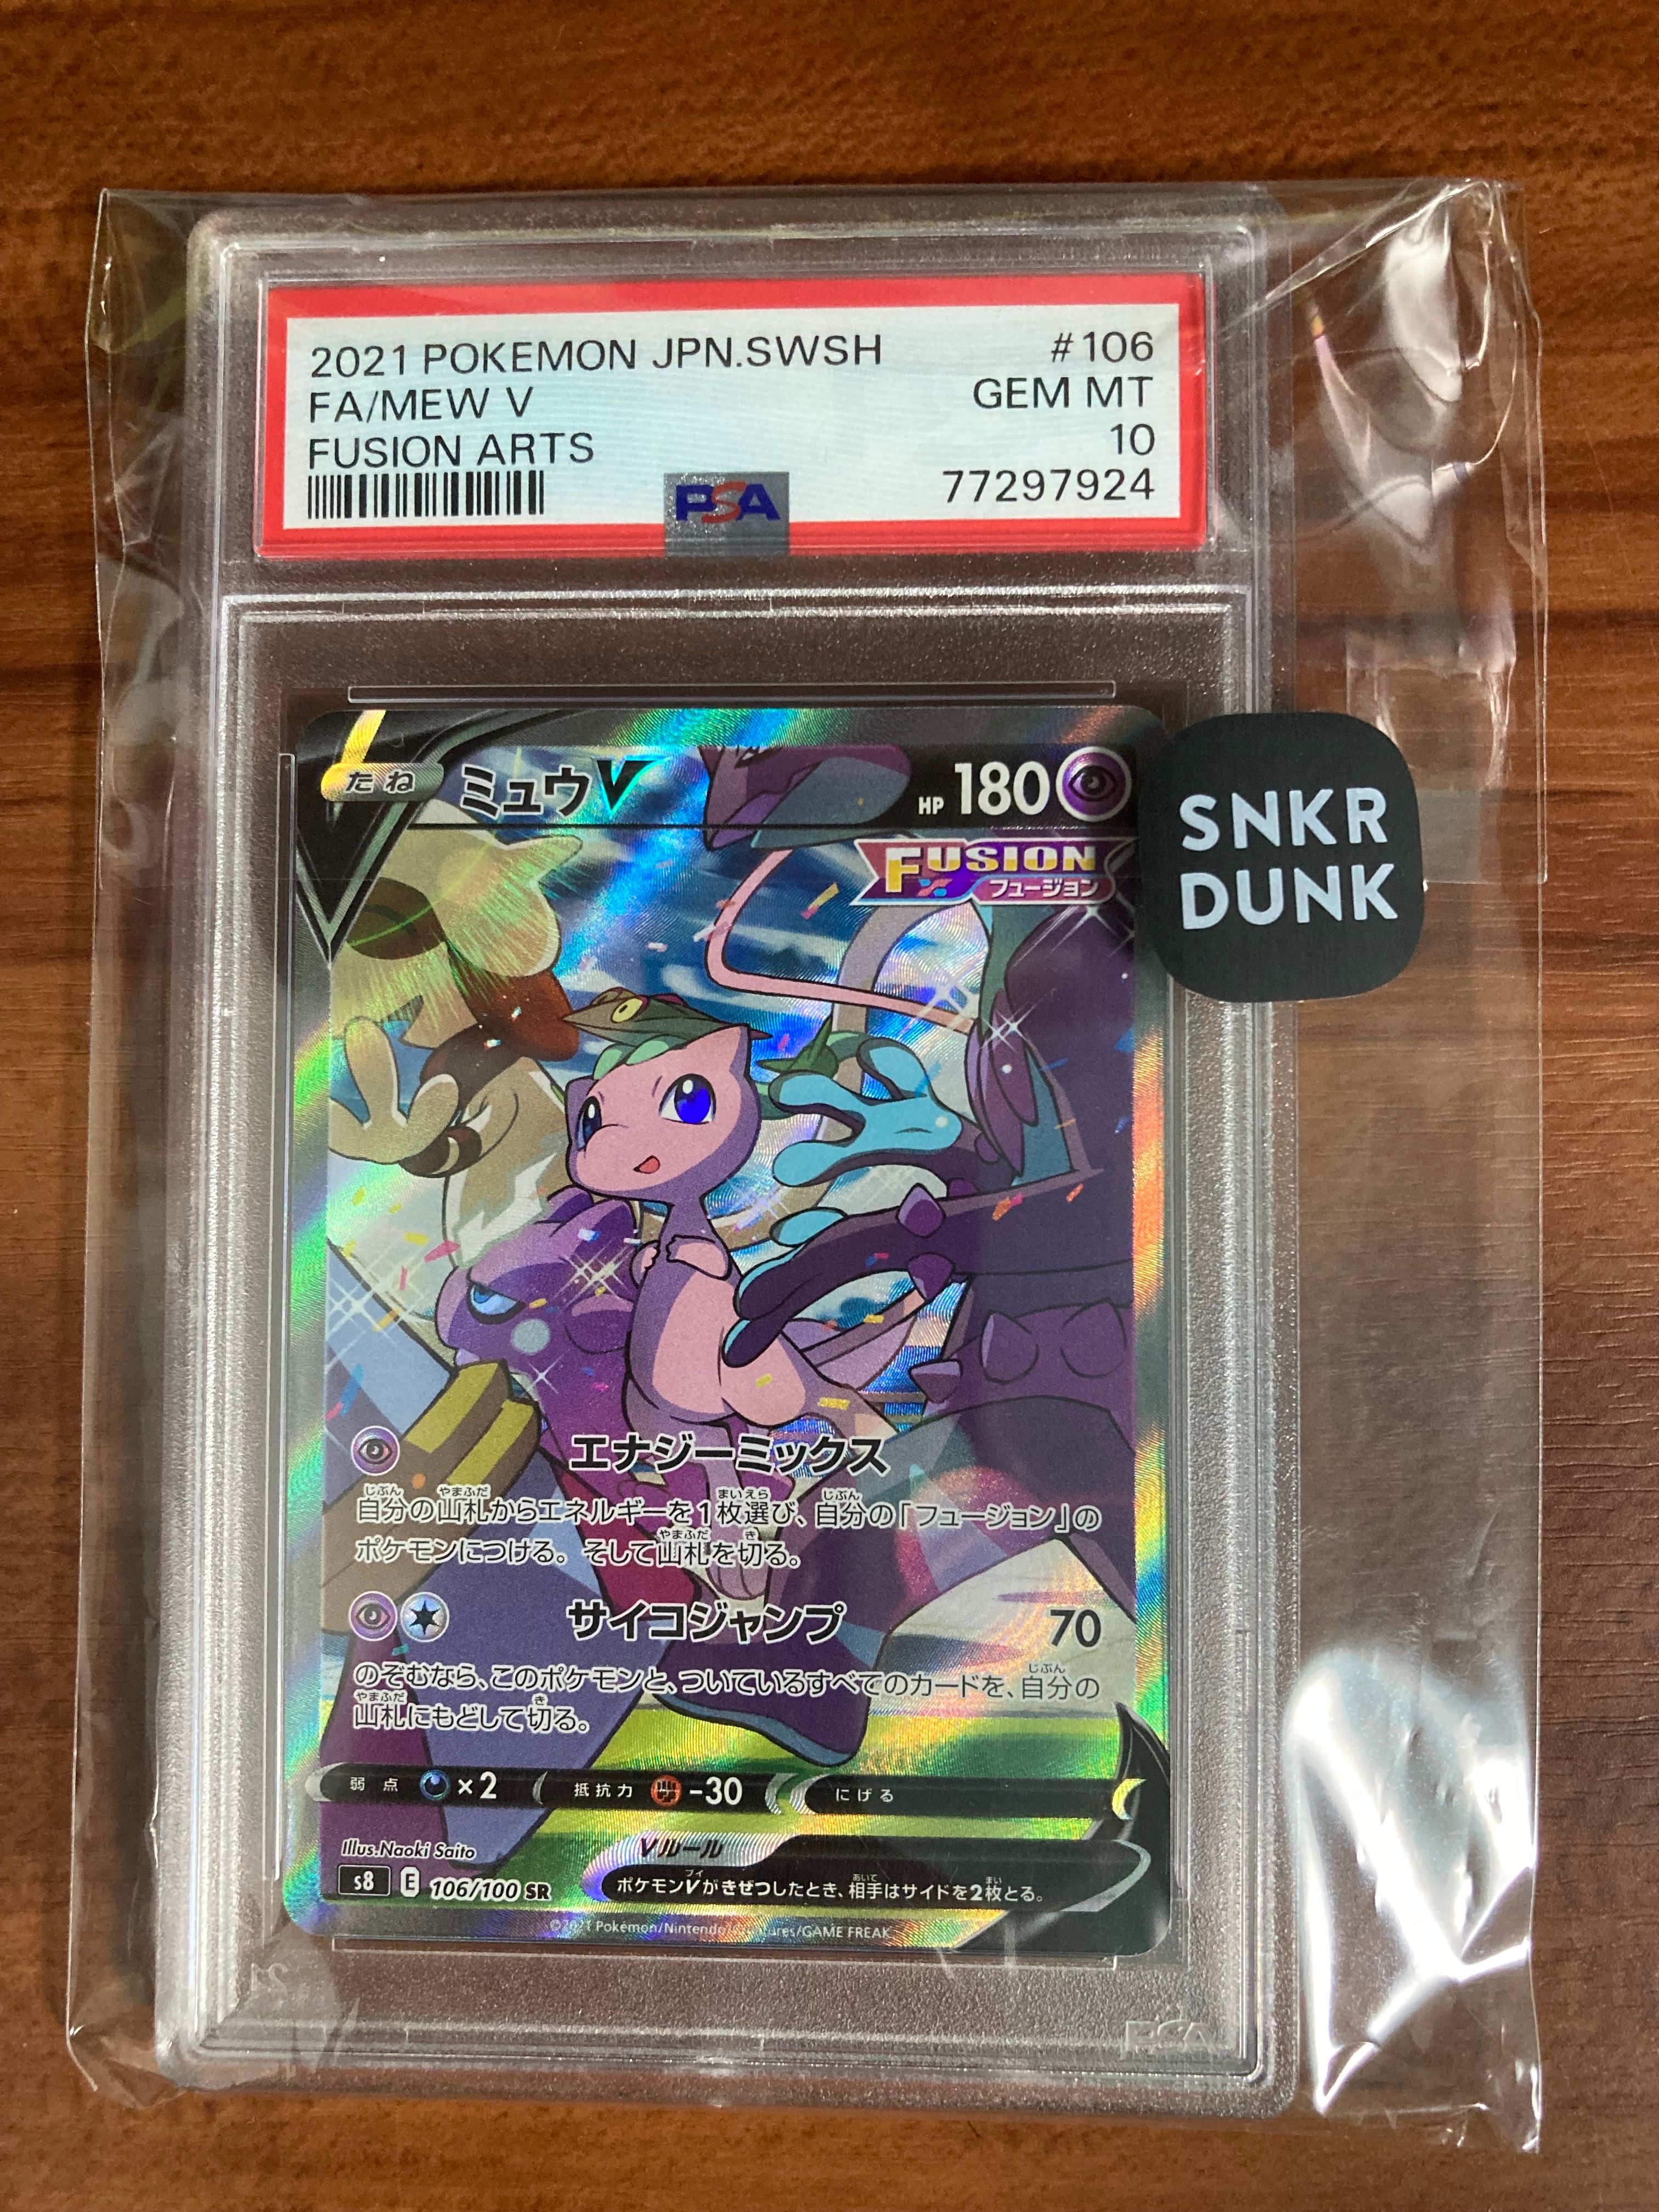 2021 POKEMON JPN.SWSH #106
FA/MEW V GEM MT
FUSION ARTS 10
77297924
PSA
SNKR
DUNK
たね ミュウV HP 180
FUSION
フュージョン
エナジーミックス
自分の山札からエネルギーを1枚選び、自分の「フュージョン」の
ポケモンにつける。そして山札を切る。
サイコジャンプ 70
のぞむなら、このポケモンと、ついているすべてのカードを、自分の
山札にもどして切る。
弱点 ×2 抵抗力 -30 にげる
Illus.Naoki Saito
Vルール
s8 E 106/100 SR
ポケモンVがきぜつしたとき、相手はサイドを2枚とる。
©2021 Pokémon/Nintendo/Creatures/GAME FREAK
PSA